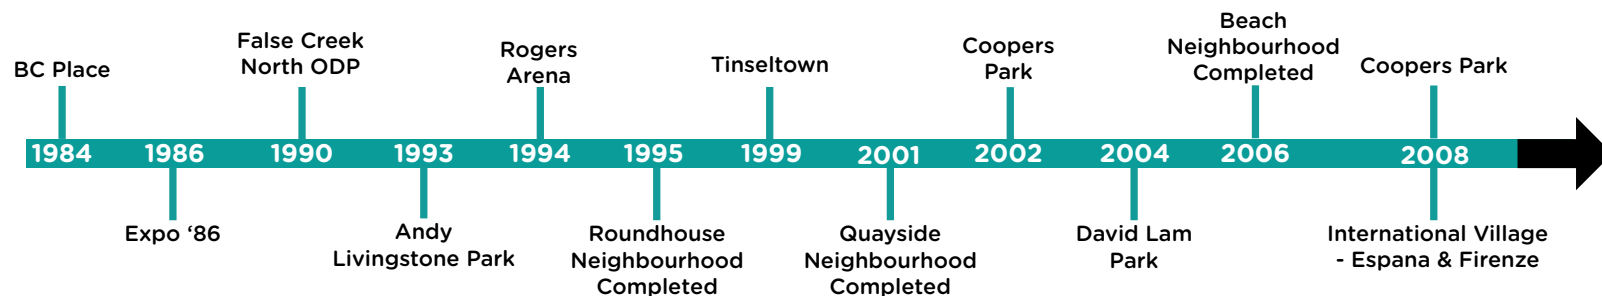 BC Place
False Creek
North ODP
Rogers
Arena
Tinseltown
Coopers
Park
Beach
Neighbourhood
Completed
Coopers Park
1984 1986 1990 1993 1994 1995 1999 2001 2002 2004 2006 2008
Expo ‘86
Andy
Livingstone Park
Roundhouse
Neighbourhood
Completed
Quayside
Neighbourhood
Completed
David Lam
Park
International Village
- Espana & Firenze